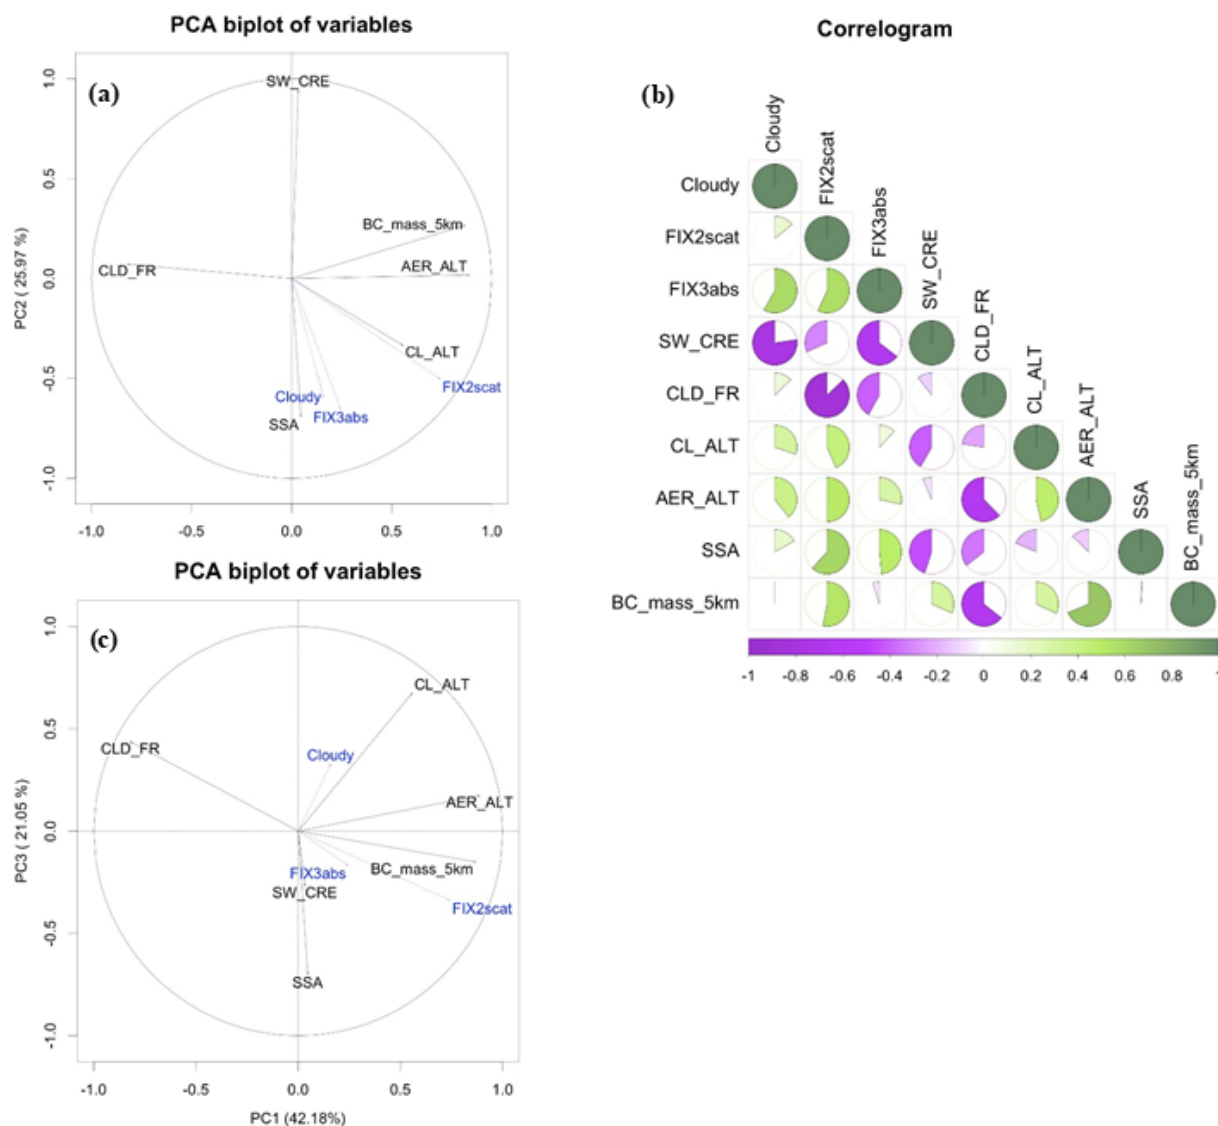 PCA biplot of variables
(a)
1.0
0.5
0.0
-0.5
-1.0
PC2 ( 25.97 %)
SW_CRE
BC_mass_5km
AER_ALT
CLD_FR
CL_ALT
FIX2scat
Cloudy
FIX3abs
SSA
-1.0 -0.5 0.0 0.5 1.0
Correlogram
(b)
Cloudy
FIX2scat
FIX3abs
SW_CRE
CLD_FR
CL_ALT
AER_ALT
SSA
BC_mass_5km
Cloudy
FIX2scat
FIX3abs
SW_CRE
CLD_FR
CL_ALT
AER_ALT
SSA
BC_mass_5km
-1 -0.8 -0.6 -0.4 -0.2 0 0.2 0.4 0.6 0.8 1
PCA biplot of variables
(c)
1.0
0.5
0.0
-0.5
-1.0
PC3 ( 21.05 %)
CL_ALT
CLD_FR
Cloudy
AER_ALT
FIX3abs
BC_mass_5km
SW_CRE
FIX2scat
SSA
-1.0 -0.5 0.0 0.5 1.0
PC1 (42.18%)